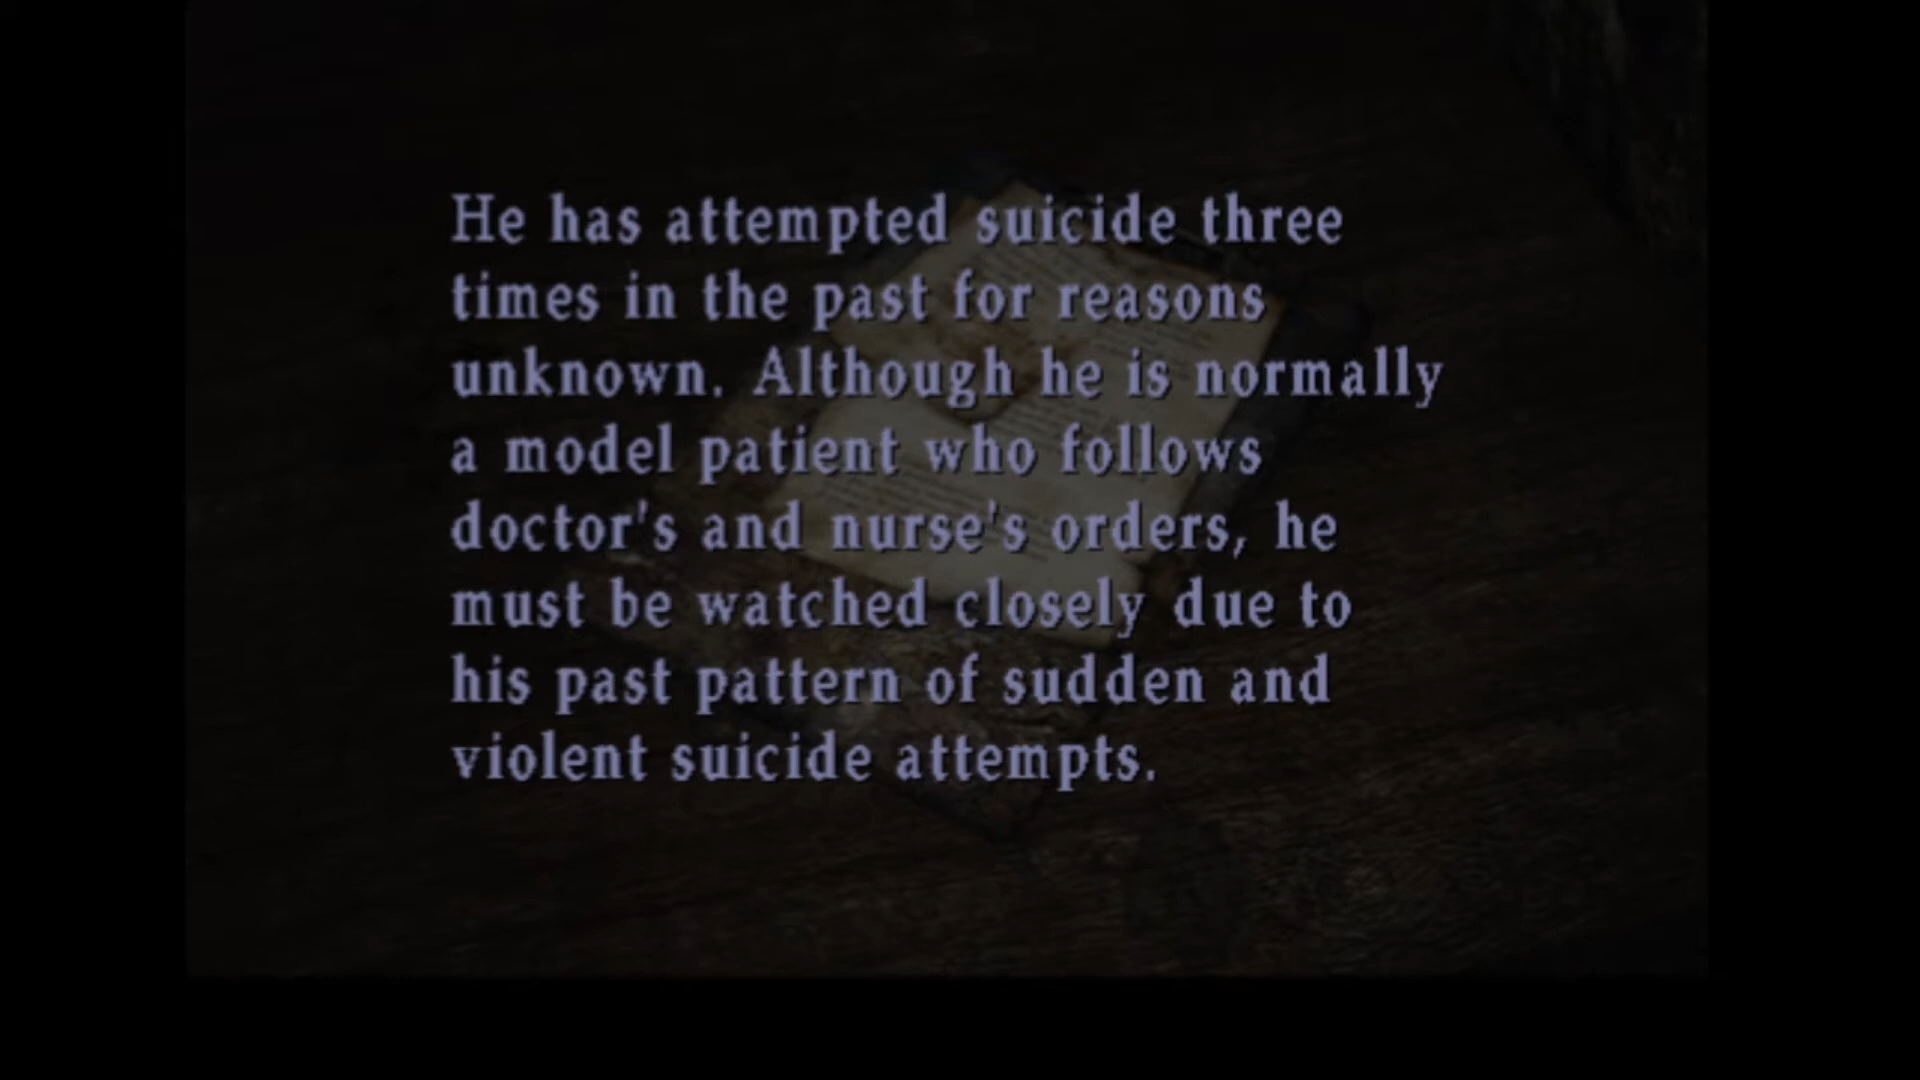 He has attempted suicide three
times in the past for reasons
unknown. Although he is normally
a model patient who follows
doctor's and nurse's orders, he
must be watched closely due to
his past pattern of sudden and
violent suicide attempts.